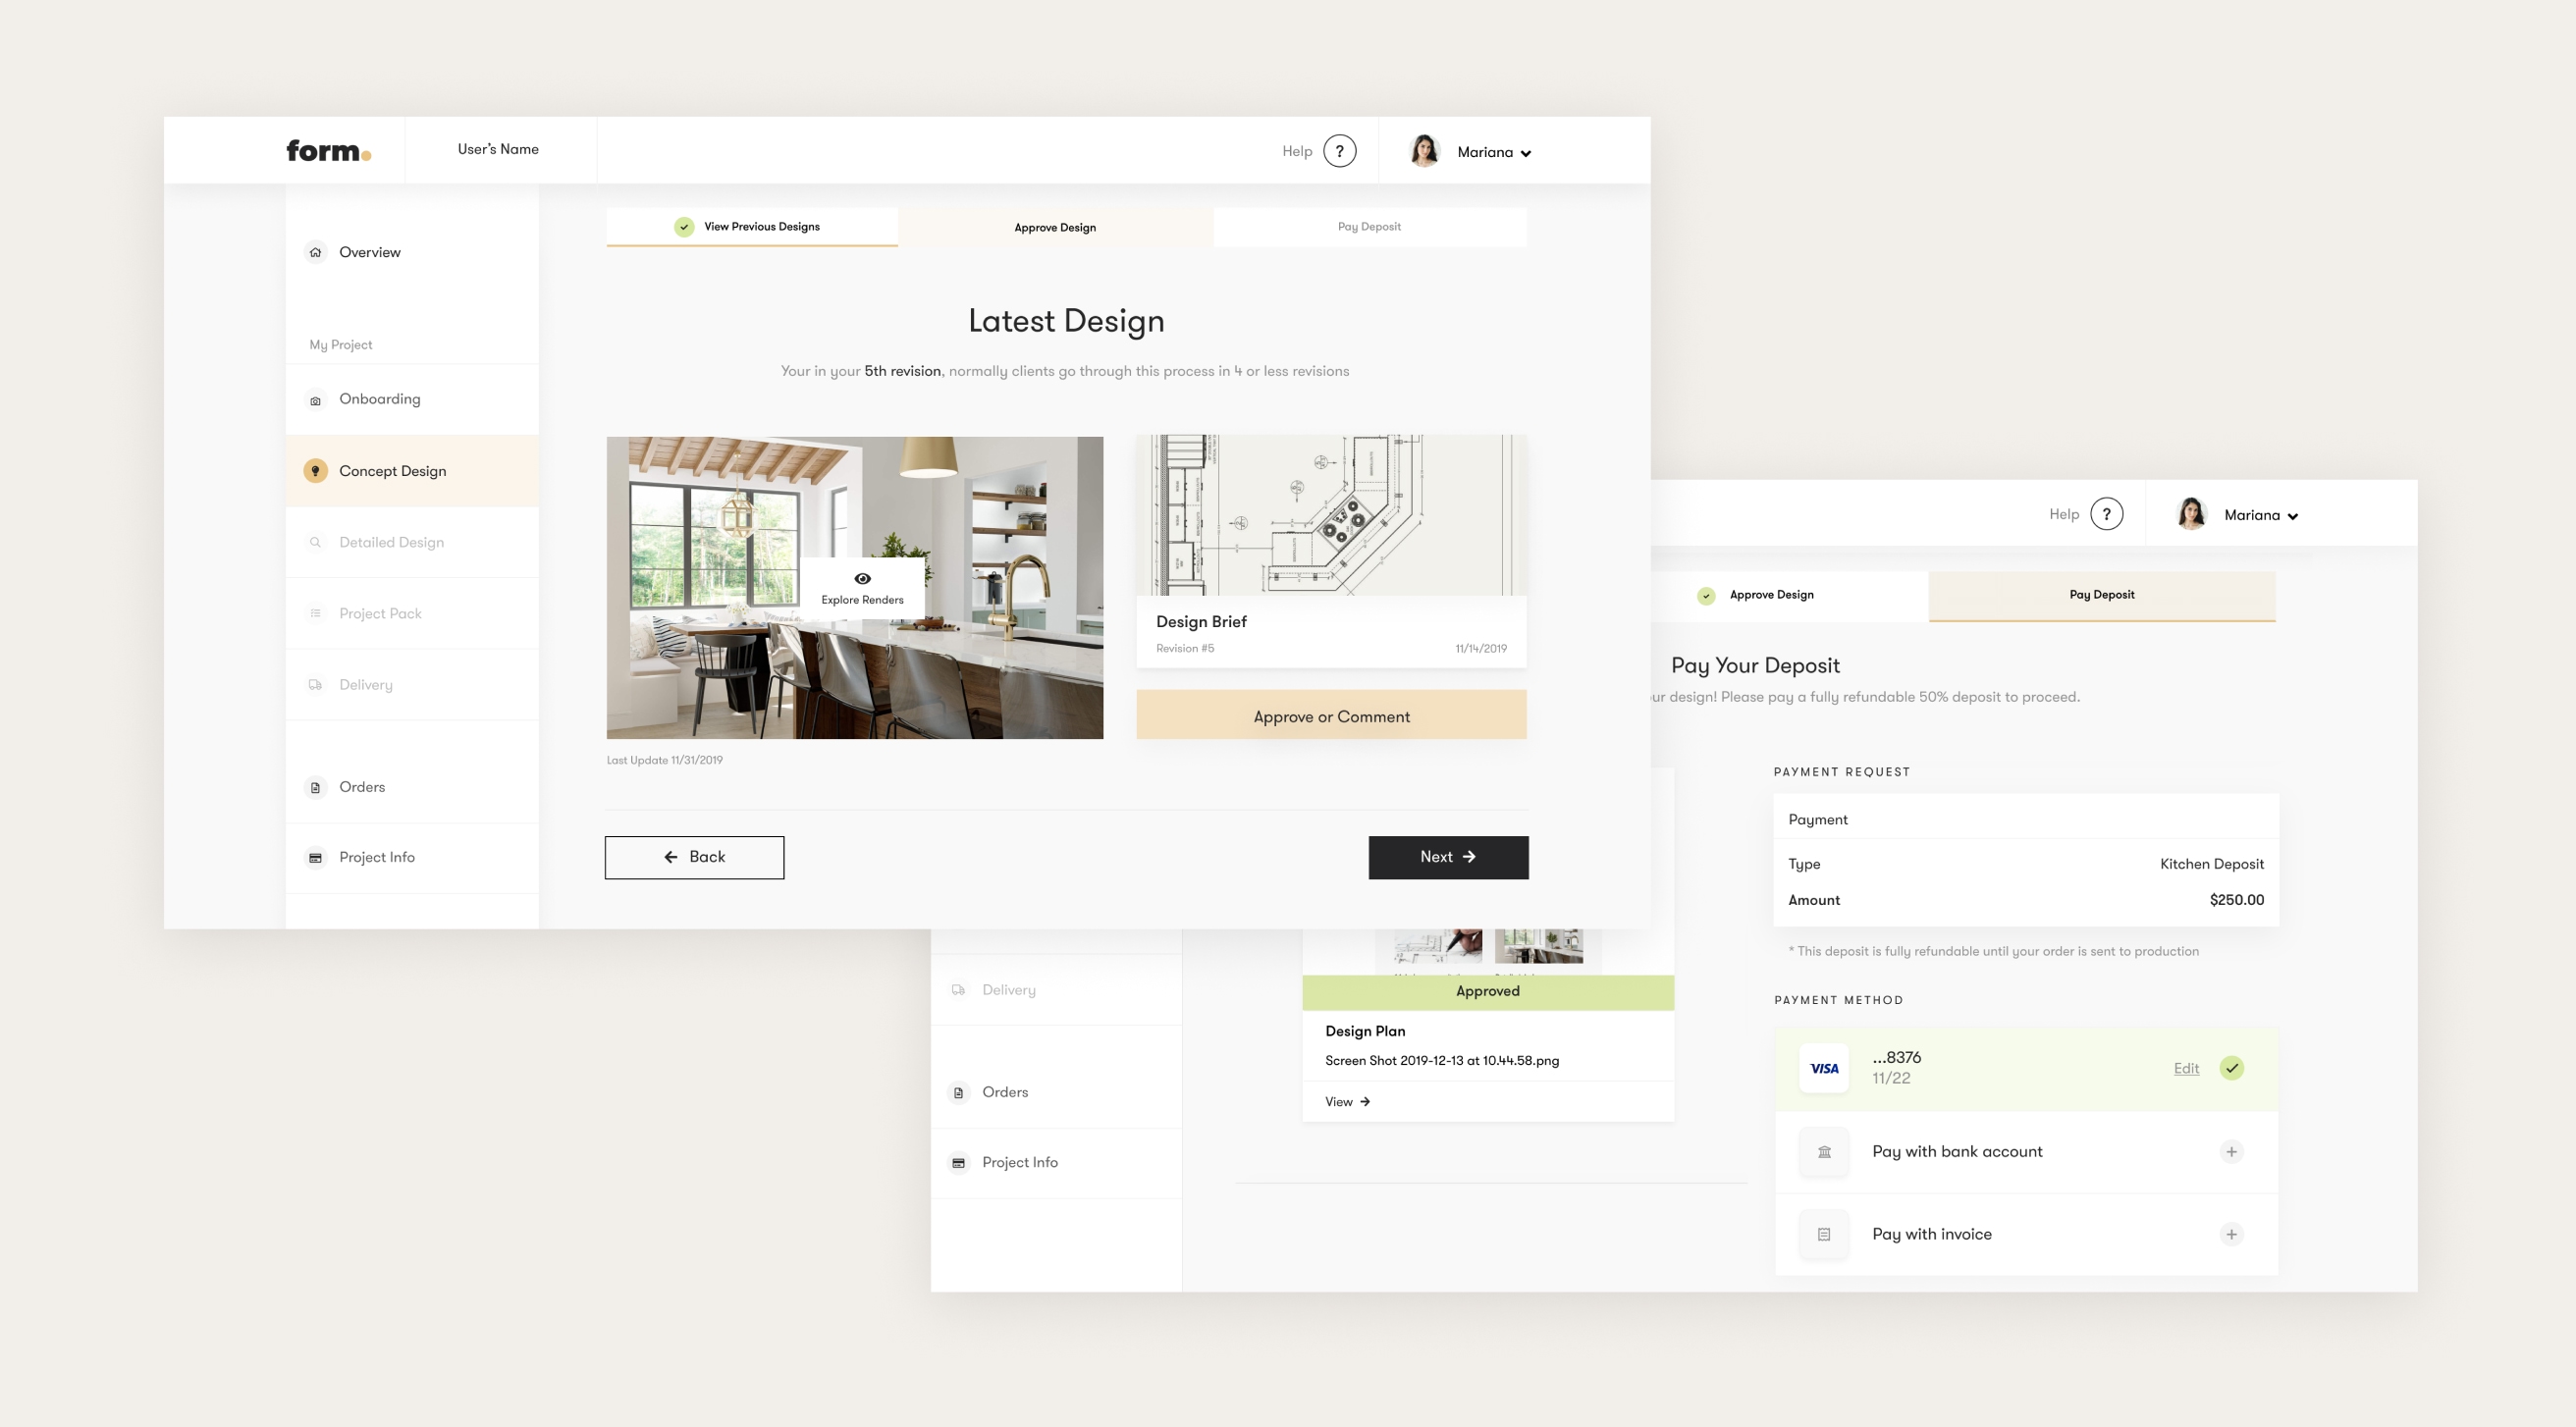 form.
User's Name
Help ?
Mariana
Overview
My Project
Onboarding
Concept Design
Detailed Design
Project Pack
Delivery
Orders
Project Info
View Previous Designs
Approve Design
Pay Deposit
Latest Design
Your in your 5th revision, normally clients go through this process in 4 or less revisions
Explore Renders
Last Update 11/31/2019
Design Brief
Revision #5
11/14/2019
Approve or Comment
Back
Next
Help ?
Mariana
Approve Design
Pay Deposit
Pay Your Deposit
design! Please pay a fully refundable 50% deposit to proceed.
Delivery
Orders
Project Info
Approved
Design Plan
Screen Shot 2019-12-13 at 10.44.58.png
View
PAYMENT REQUEST
Payment
Type
Kitchen Deposit
Amount
$250.00
* This deposit is fully refundable until your order is sent to production
PAYMENT METHOD
VISA
...8376
11/22
Edit
Pay with bank account
Pay with invoice